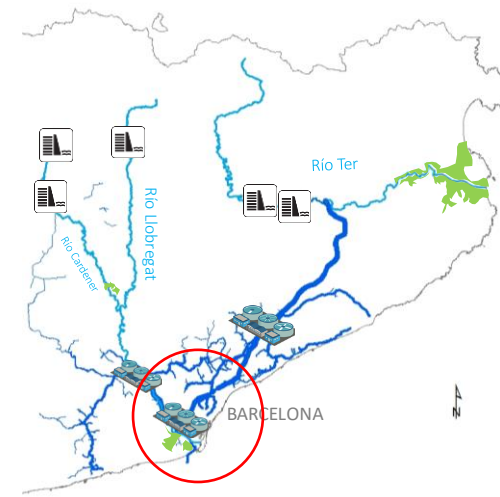 Río Ter
Río Llobregat
Río Cardener
BARCELONA
N